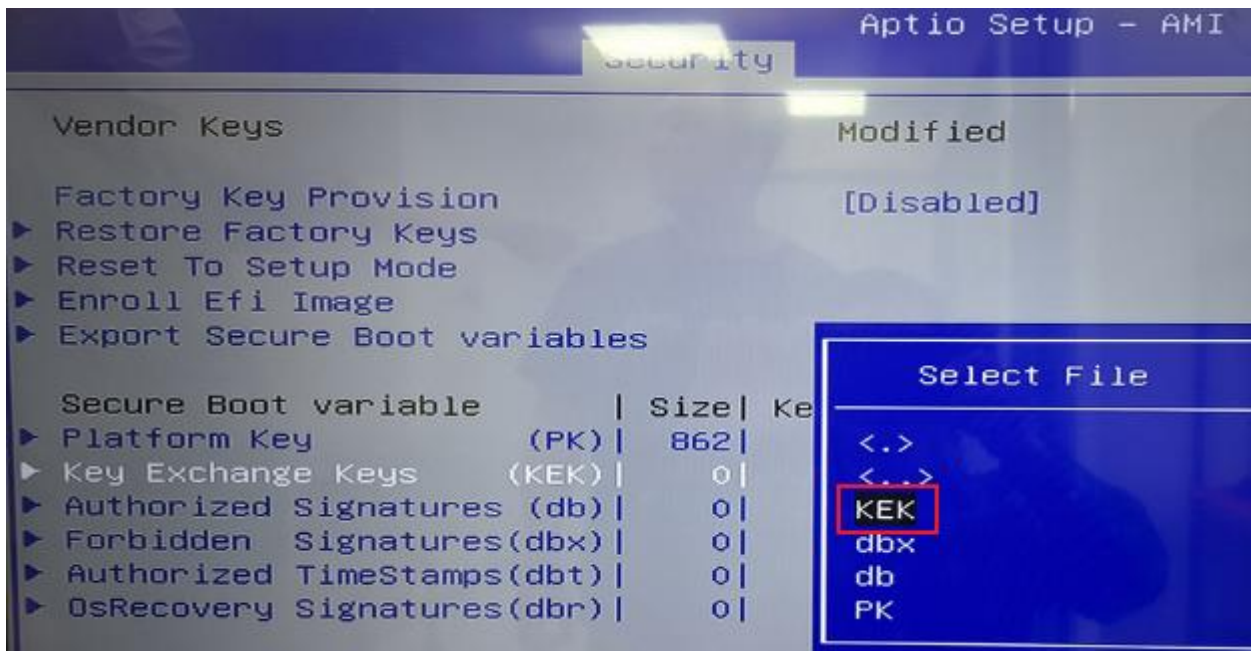 Aptio Setup - AMI
Security
Vendor Keys Modified
Factory Key Provision [Disabled]
Restore Factory Keys
Reset To Setup Mode
Enroll Efi Image
Export Secure Boot variables
Secure Boot variable | Size| Ke
Platform Key (PK)| 862|
Key Exchange Keys (KEK)| 0|
Authorized Signatures (db)| 0|
Forbidden Signatures(dbx)| 0|
Authorized TimeStamps(dbt)| 0|
OsRecovery Signatures(dbr)| 0|
Select File
<.>
<..>
KEK
dbx
db
PK